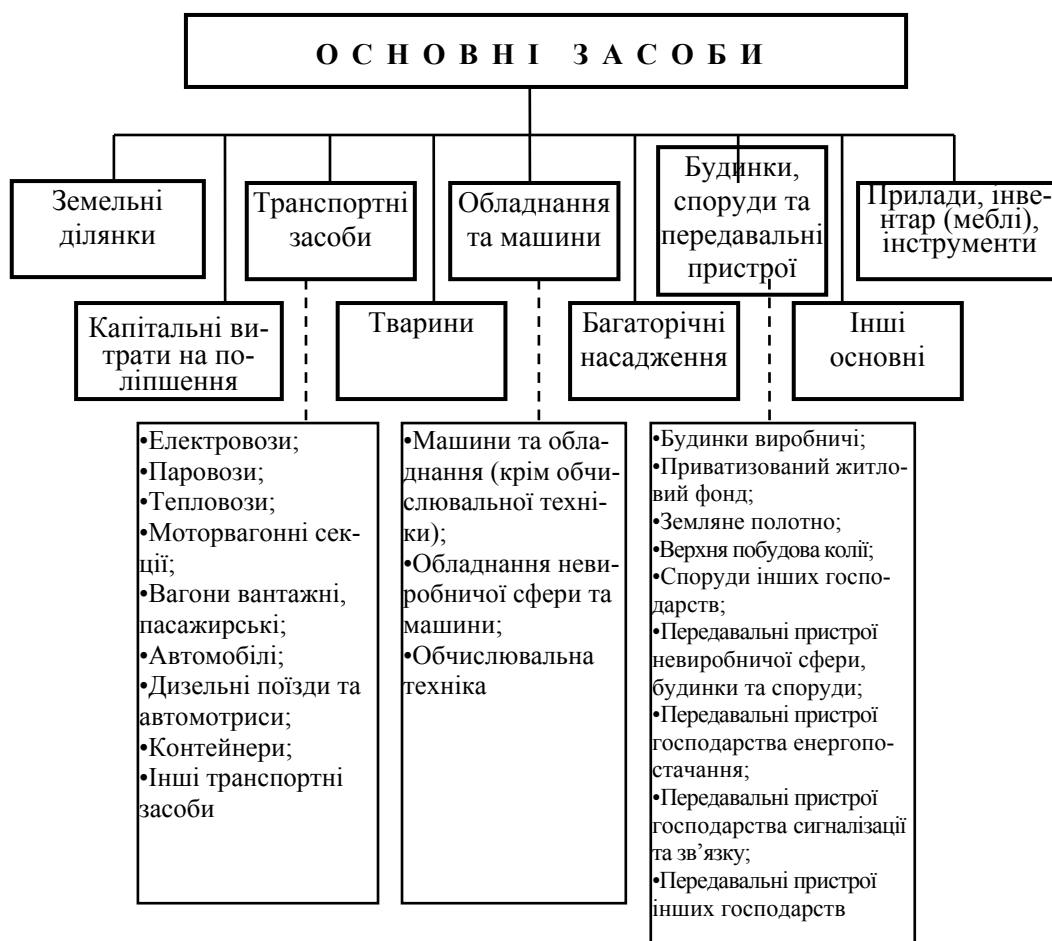 О С Н О В Н І З А С О Б И
Земельні
ділянки
Транспортні
засоби
Обладнання
та машини
Будинки,
споруди та
передавальні
пристрої
Прилади, інве-
нтар (меблі),
інструменти
Капітальні ви-
трати на по-
ліпшення
Тварини
Багаторічні
насадження
Інші
основні
•Електровози;
•Паровози;
•Тепловози;
•Моторвагонні сек-
ції;
•Вагони вантажні,
пасажирські;
•Автомобілі;
•Дизельні поїзди та
автомотриси;
•Контейнери;
•Інші транспортні
засоби
•Машини та обла-
днання (крім обчи-
слювальної техні-
ки);
•Обладнання неви-
робничої сфери та
машини;
•Обчислювальна
техніка
•Будинки виробничі;
•Приватизований житло-
вий фонд;
•Земляне полотно;
•Верхня побудова колії;
•Споруди інших госпо-
дарств;
•Передавальні пристрої
невиробничої сфери,
будинки та споруди;
•Передавальні пристрої
господарства енергопо-
стачання;
•Передавальні пристрої
господарства сигналізації
та зв’язку;
•Передавальні пристрої
інших господарств